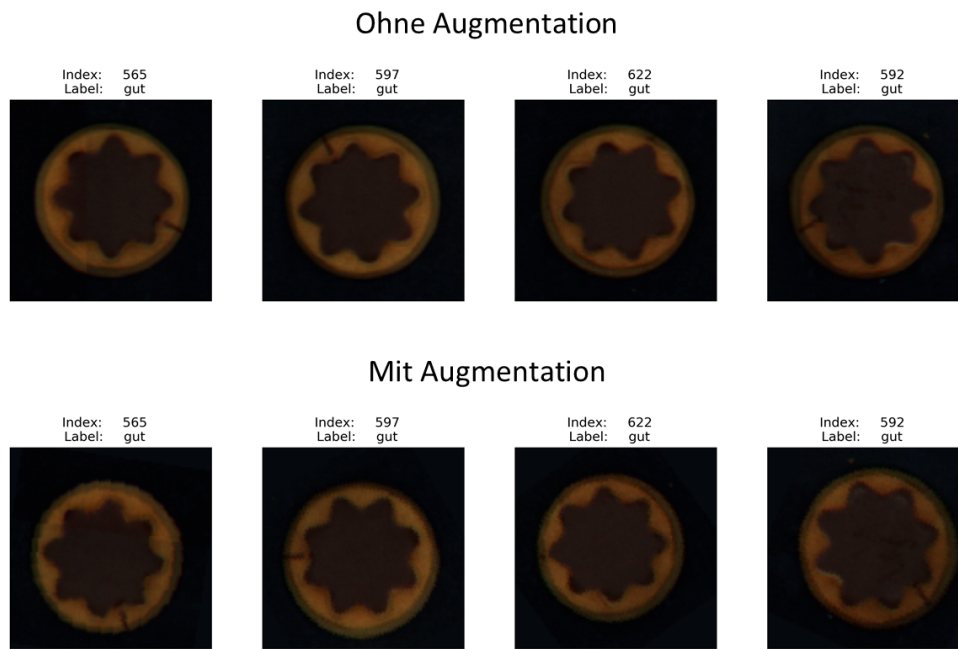 Ohne Augmentation
Index: 565
Label: gut
Index: 597
Label: gut
Index: 622
Label: gut
Index: 592
Label: gut
Mit Augmentation
Index: 565
Label: gut
Index: 597
Label: gut
Index: 622
Label: gut
Index: 592
Label: gut